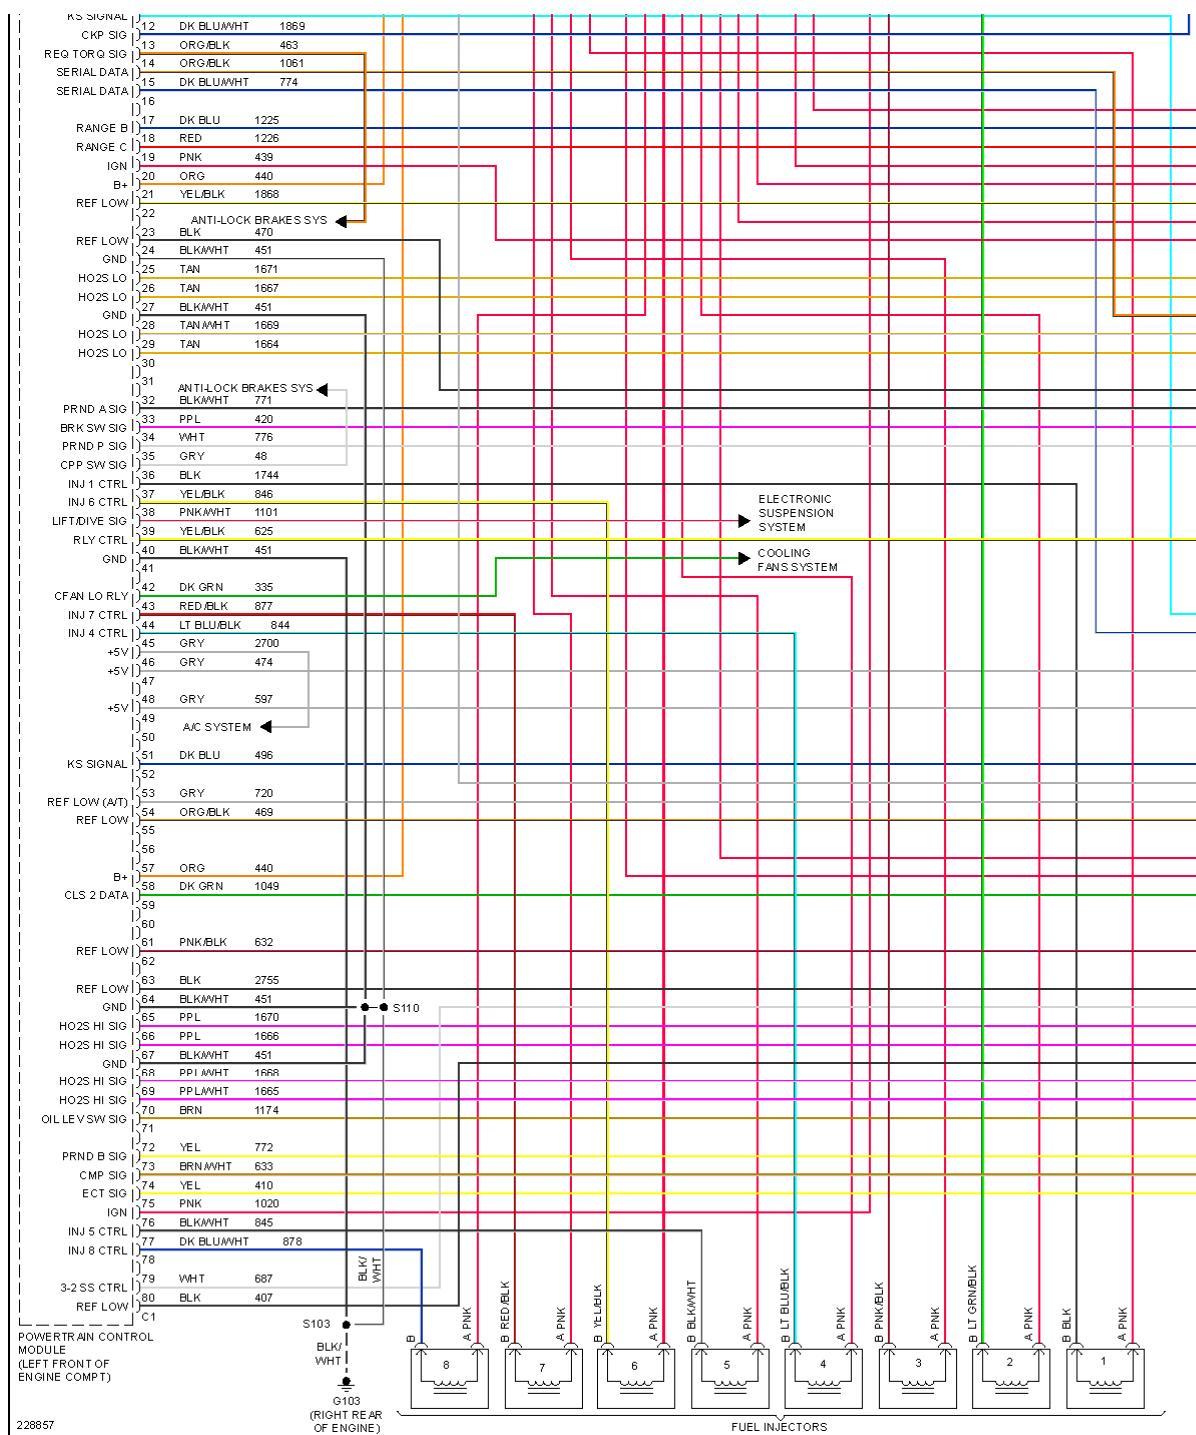 KS SIGNAL
12 DK BLU/WHT 1869
CKP SIG
13 ORG/BLK 463
REQ TORQ SIG
14 ORG/BLK 1061
SERIAL DATA
15 DK BLU/WHT 774
SERIAL DATA
16
17 DK BLU 1225
RANGE B
18 RED 1226
RANGE C
19 PNK 439
IGN
20 ORG 440
B+
21 YEL/BLK 1868
REF LOW
22
ANTI-LOCK BRAKES SYS
23 BLK 470
REF LOW
24 BLK/WHT 451
GND
25 TAN 1671
HO2S LO
26 TAN 1667
HO2S LO
27 BLK/WHT 451
GND
28 TAN/WHT 1669
HO2S LO
29 TAN 1664
HO2S LO
30
31
ANTI-LOCK BRAKES SYS
32 BLK/WHT 771
PRND A SIG
33 PPL 420
BRK SW SIG
34 WHT 776
PRND P SIG
35 GRY 48
CPP SW SIG
36 BLK 1744
INJ 1 CTRL
37 YEL/BLK 846
INJ 6 CTRL
38 PNK/WHT 1101
LIFT/DIVE SIG
ELECTRONIC
SUSPENSION
SYSTEM
39 YEL/BLK 625
RLY CTRL
40 BLK/WHT 451
GND
COOLING
FANS SYSTEM
41
42 DK GRN 335
CFAN LO RLY
43 RED/BLK 877
INJ 7 CTRL
44 LT BLU/BLK 844
INJ 4 CTRL
45 GRY 2700
+5V
46 GRY 474
+5V
47
48 GRY 597
+5V
49
A/C SYSTEM
50
51 DK BLU 496
KS SIGNAL
52
53 GRY 720
REF LOW (A/T)
54 ORG/BLK 469
REF LOW
55
56
57 ORG 440
B+
58 DK GRN 1049
CLS 2 DATA
59
60
61 PNK/BLK 632
REF LOW
62
63 BLK 2755
REF LOW
64 BLK/WHT 451
GND
S110
65 PPL 1670
HO2S HI SIG
66 PPL 1666
HO2S HI SIG
67 BLK/WHT 451
GND
68 PPL/WHT 1668
HO2S HI SIG
69 PPL/WHT 1665
HO2S HI SIG
70 BRN 1174
OIL LEV SW SIG
71
72 YEL 772
PRND B SIG
73 BRN/WHT 633
CMP SIG
74 YEL 410
ECT SIG
75 PNK 1020
IGN
76 BLK/WHT 845
INJ 5 CTRL
77 DK BLU/WHT 878
INJ 8 CTRL
78
79 WHT 687
3-2 SS CTRL
80 BLK 407
REF LOW
C1
BLK/
WHT
POWERTRAIN CONTROL
MODULE
(LEFT FRONT OF
ENGINE COMPT)
S103
BLK/
WHT
G103
(RIGHT REAR
OF ENGINE)
B
A PNK
B RED/BLK
A PNK
B YEL/BLK
A PNK
B BLK/WHT
A PNK
B LT BLU/BLK
A PNK
B PNK/BLK
A PNK
B LT GRN/BLK
A PNK
B BLK
A PNK
8 7 6 5 4 3 2 1
FUEL INJECTORS
228857